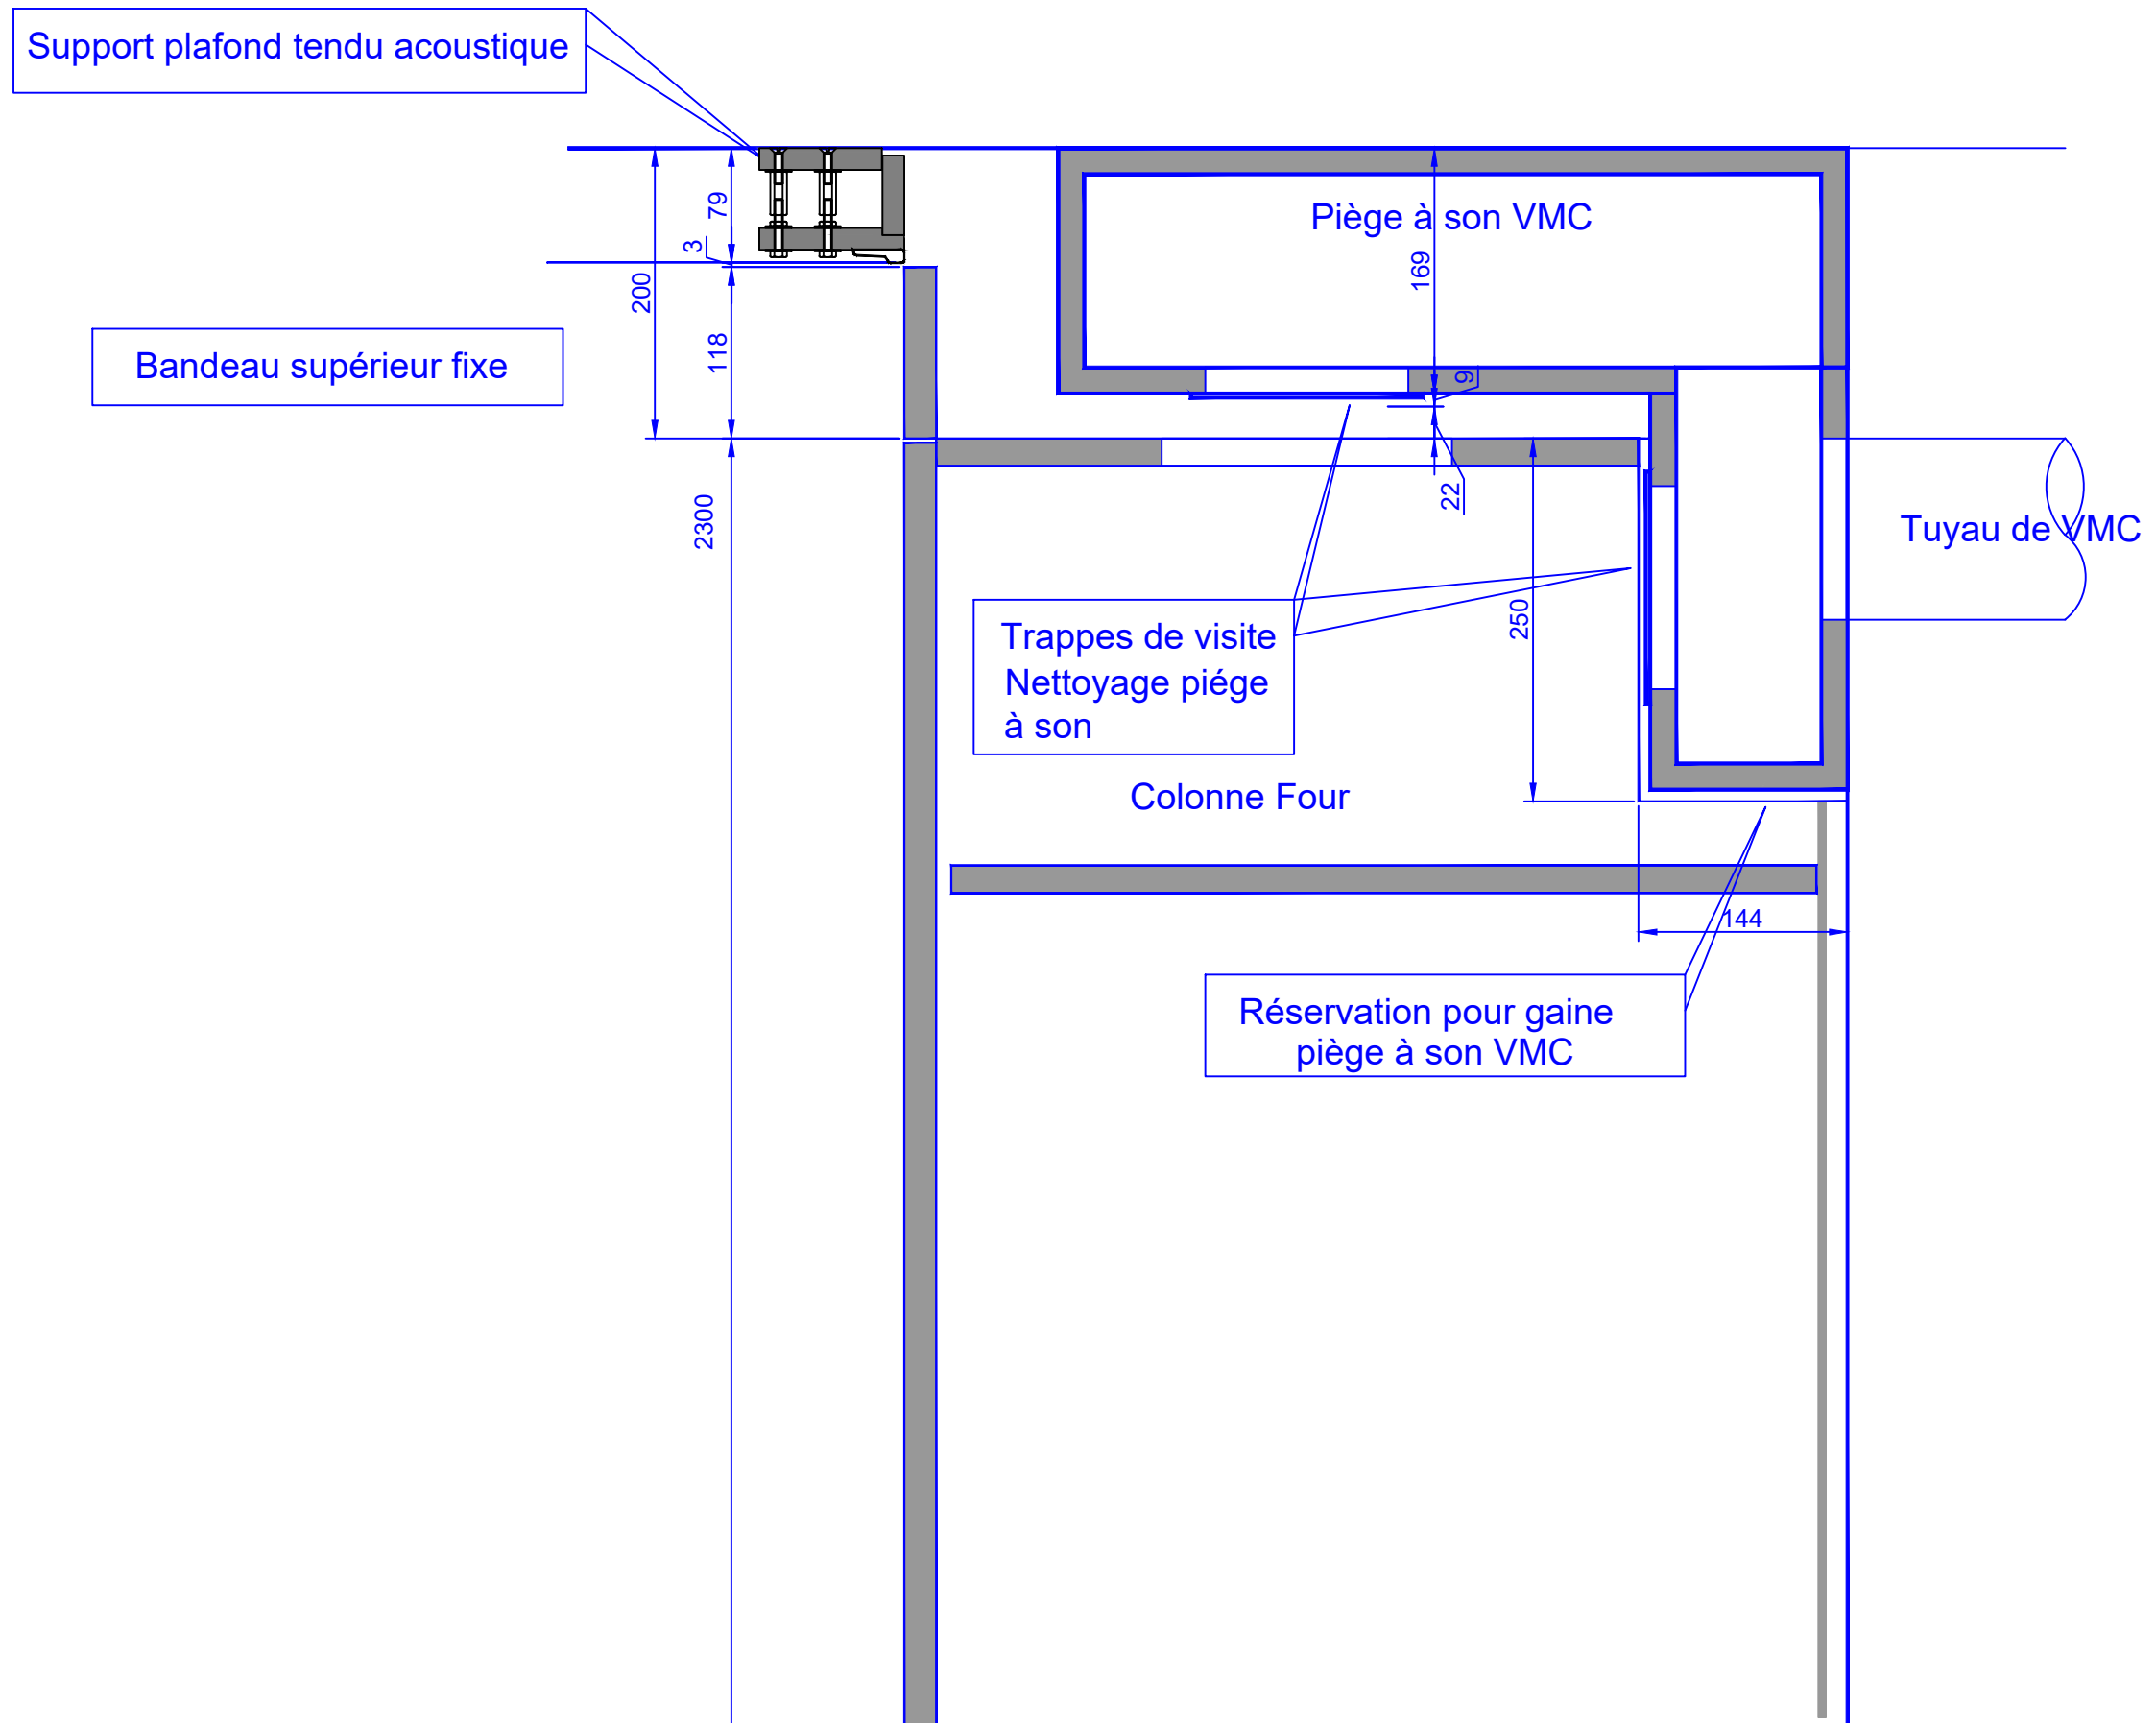 Support plafond tendu acoustique
79
3
200
118
Bandeau supérieur fixe
Piège à son VMC
169
9
22
2300
250
Tuyau de VMC
Trappes de visite
Nettoyage piége
à son
Colonne Four
144
Réservation pour gaine
piège à son VMC